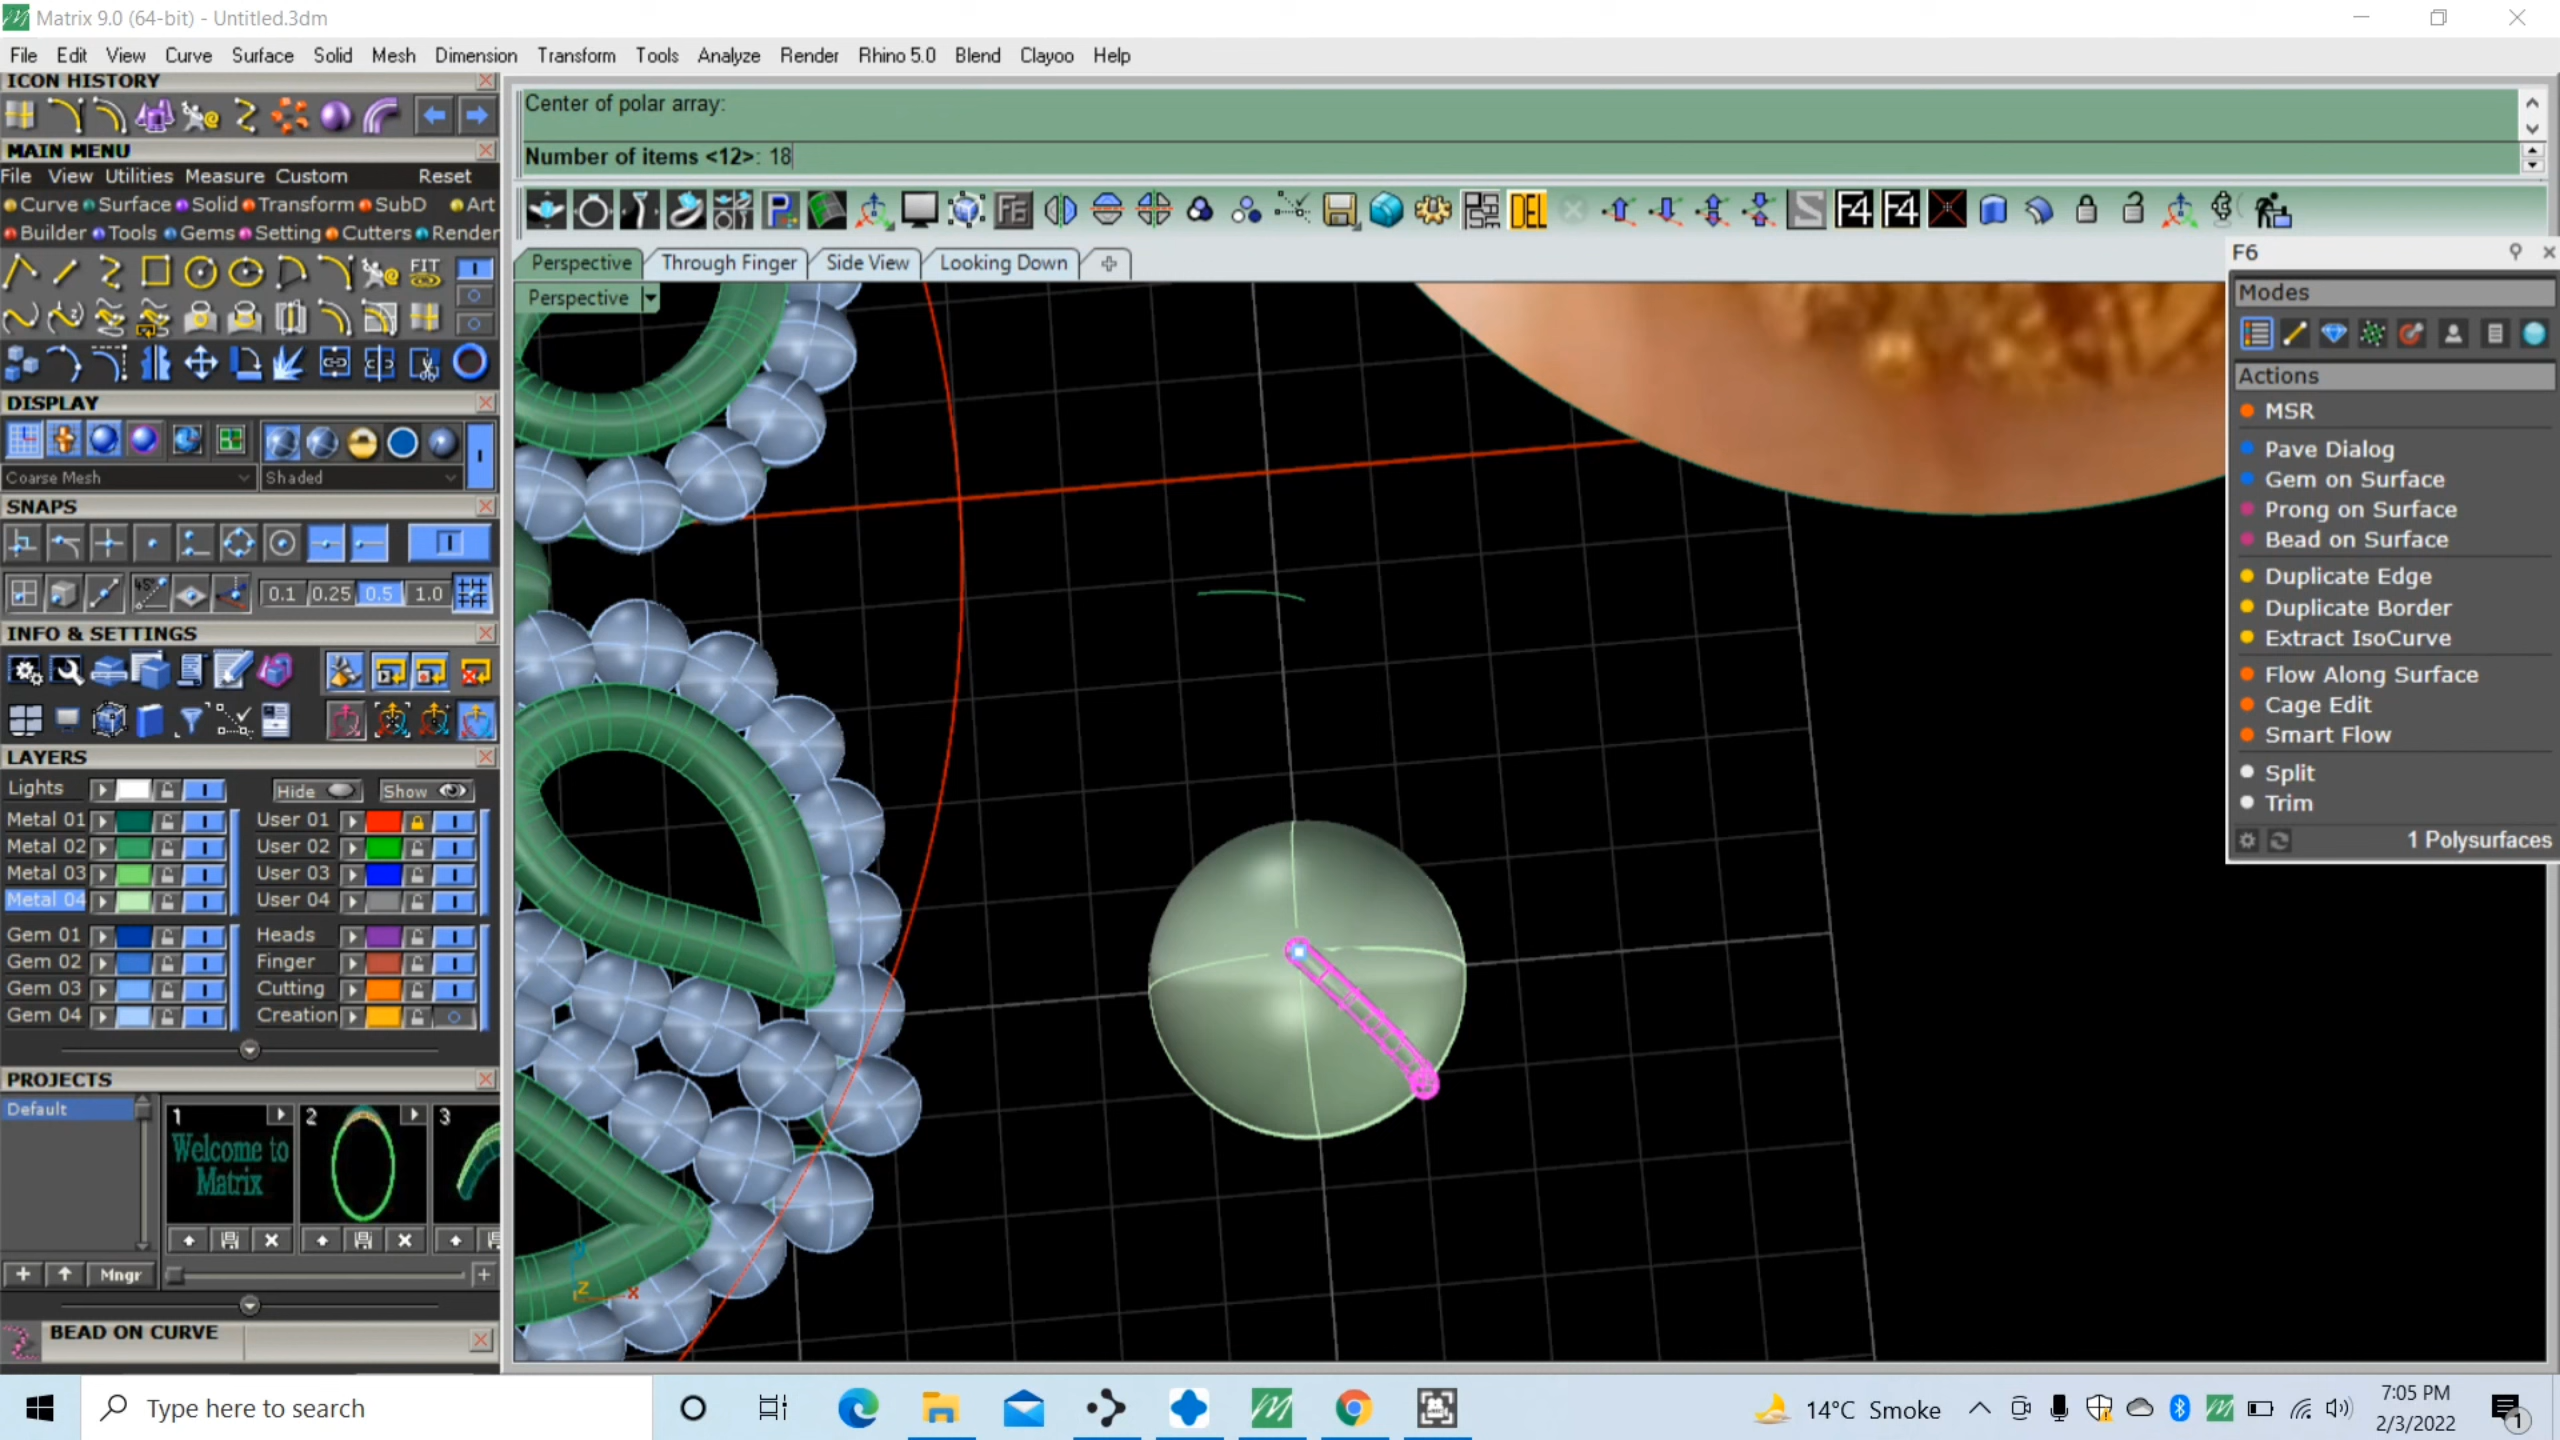 Matrix 9.0 (64-bit) - Untitled.3dm
File Edit View Curve Surface Solid Mesh Dimension Transform Tools Analyze Render Rhino 5.0 Blend Clayoo Help
ICON HISTORY
Center of polar array:
Number of items <12>: 18
MAIN MENU
File View Utilities Measure Custom Reset
Curve Surface Solid Transform SubD Art
Builder Tools Gems Setting Cutters Render
FIT
F6 DEL S F4 F4
Perspective Through Finger Side View Looking Down
Perspective
F6
Modes
Actions
MSR
Pave Dialog
Gem on Surface
Prong on Surface
Bead on Surface
Duplicate Edge
Duplicate Border
Extract IsoCurve
Flow Along Surface
Cage Edit
Smart Flow
Split
Trim
1 Polysurfaces
DISPLAY
Coarse Mesh Shaded
SNAPS
45° 0.1 0.25 0.5 1.0
INFO & SETTINGS
LAYERS
Lights Hide Show
Metal 01 User 01
Metal 02 User 02
Metal 03 User 03
Metal 04 User 04
Gem 01 Heads
Gem 02 Finger
Gem 03 Cutting
Gem 04 Creation
PROJECTS
Default
1 2 3
Welcome to
Matrix
Mngr
z x
BEAD ON CURVE
Type here to search
14°C Smoke
7:05 PM
2/3/2022
1